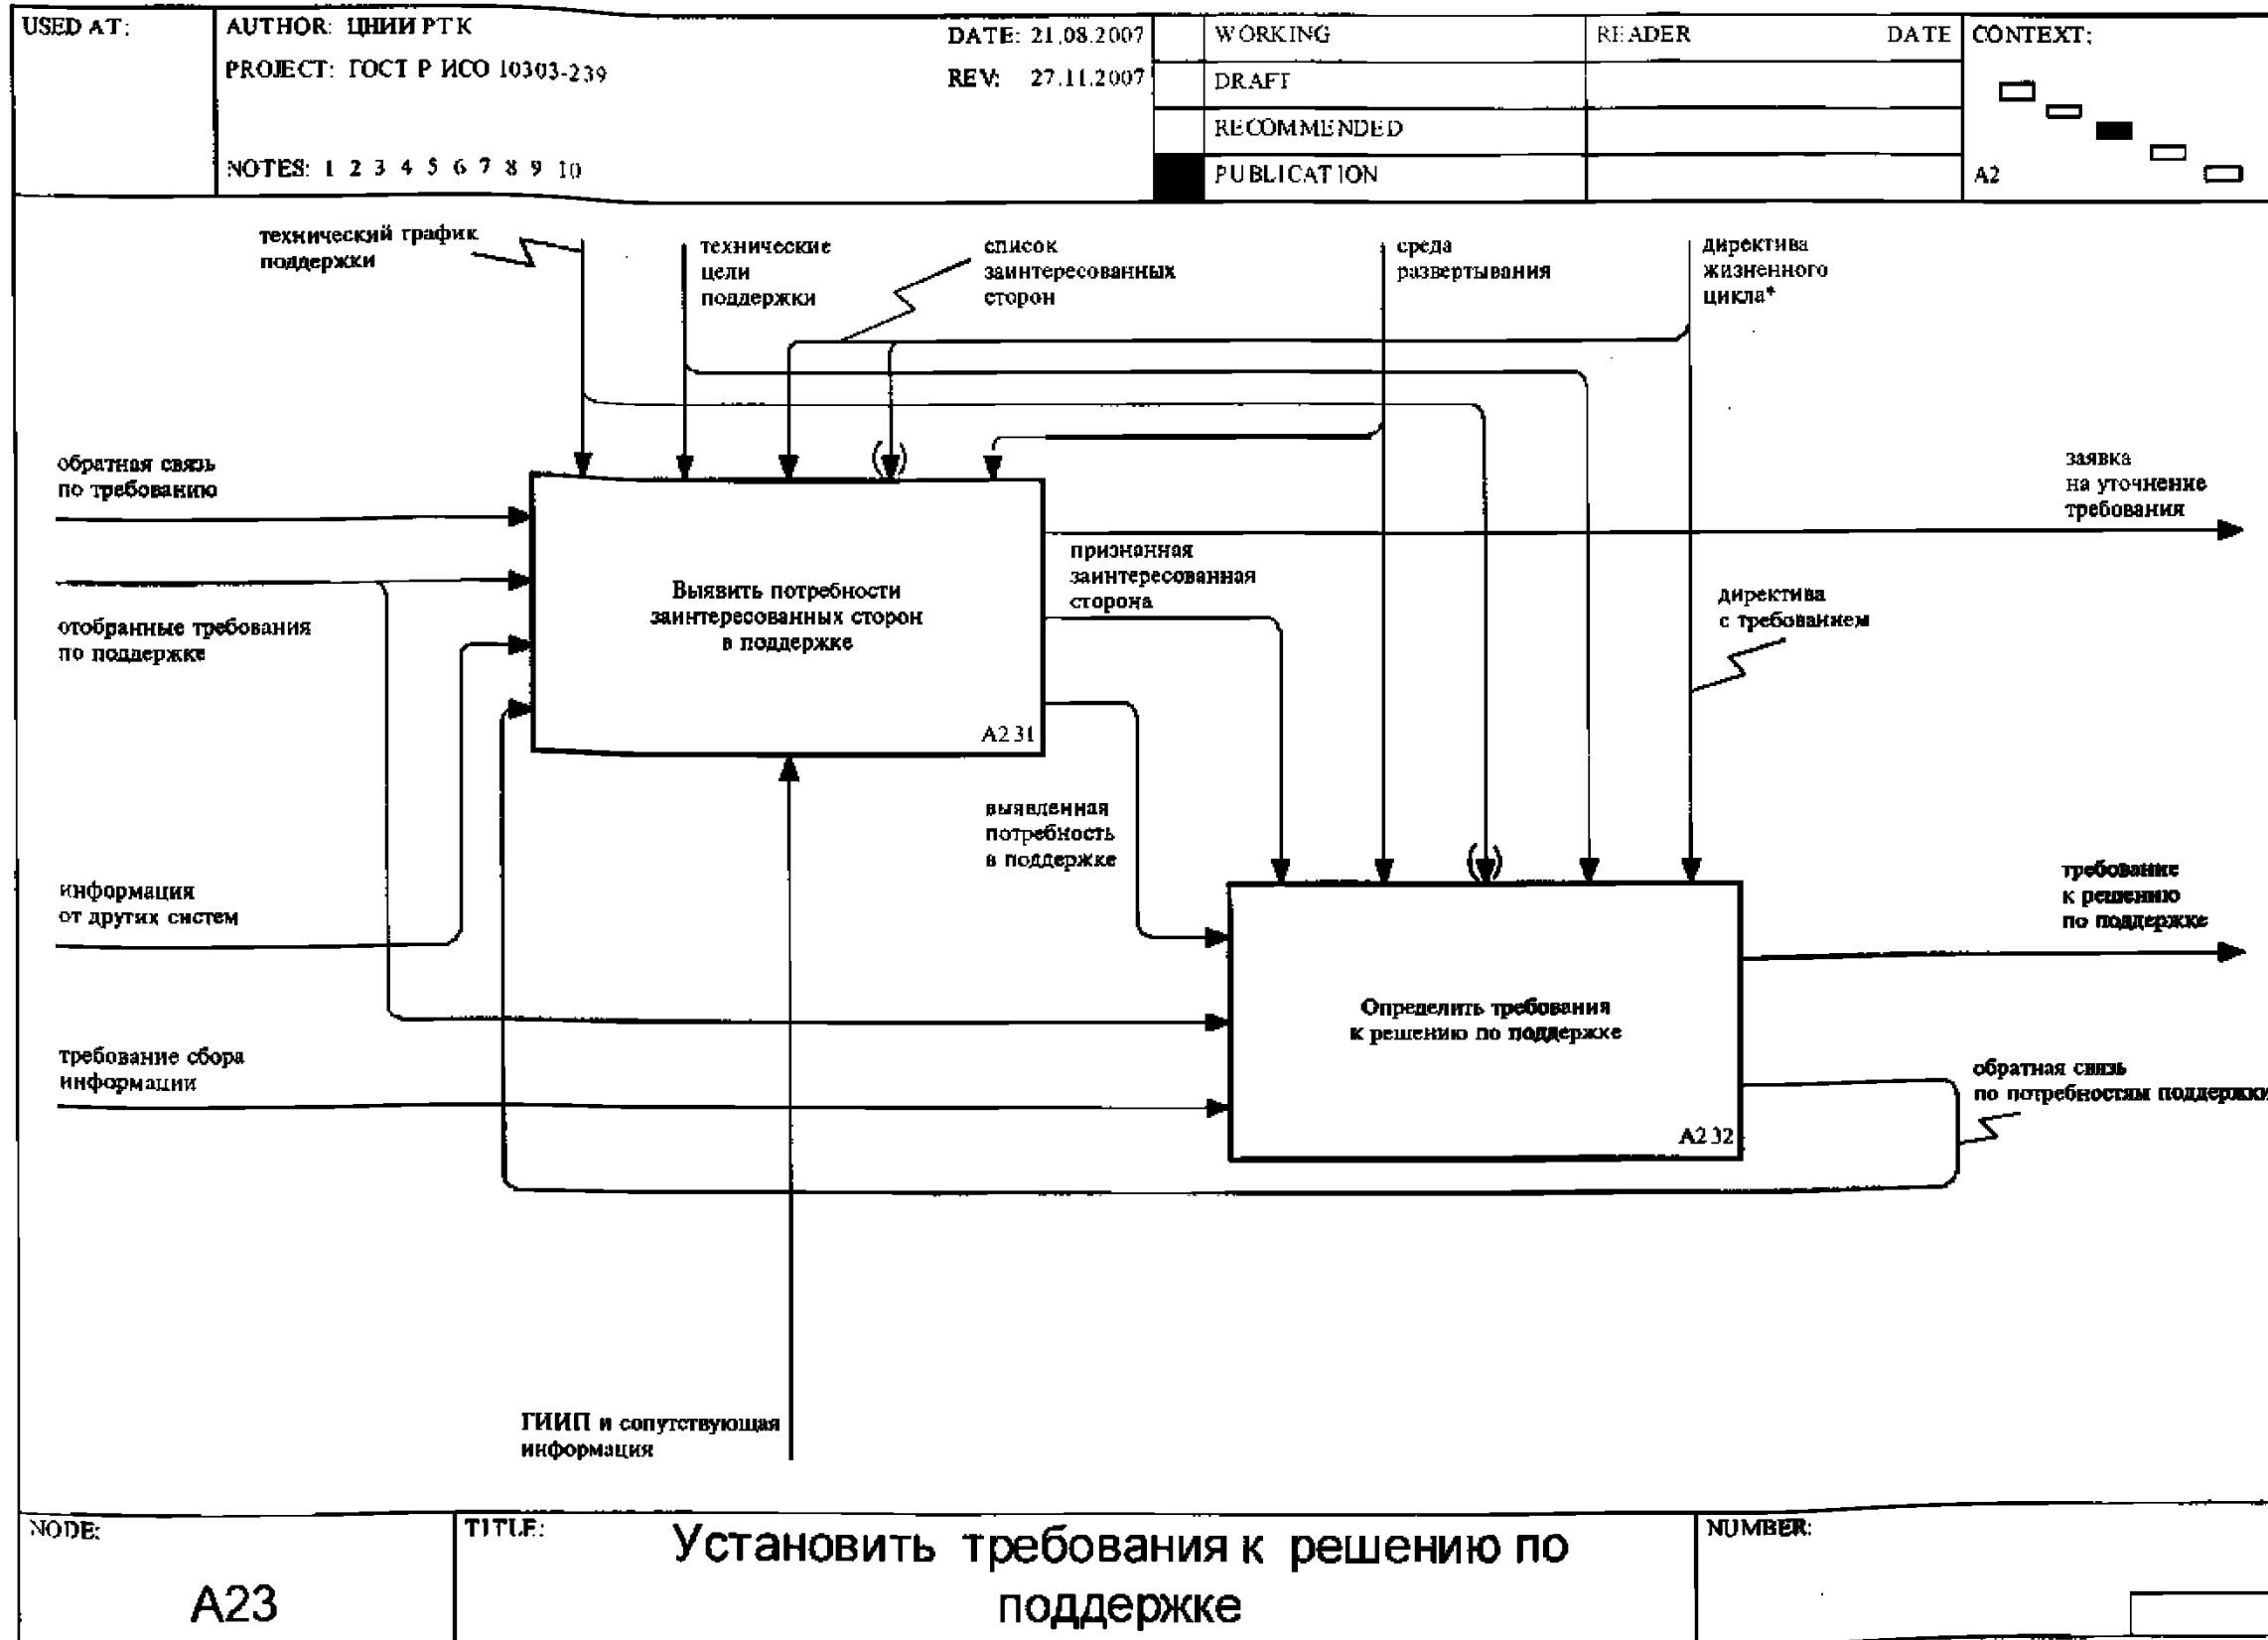 USED AT:
AUTHOR: ЦНИИ РТК
DATE: 21.08.2007
PROJECT: ГОСТ Р ИСО 10303-239
REV: 27.11.2007
NOTES: 1 2 3 4 5 6 7 8 9 10
WORKING
DRAFT
RECOMMENDED
PUBLICATION
READER
DATE
CONTEXT:
A2
технический график
поддержки
технические
цели
поддержки
список
заинтересованных
сторон
среда
развертывания
директива
жизненного
цикла*
обратная связь
по требованию
заявка
на уточнение
требования
Выявить потребности
заинтересованных сторон
в поддержке
A231
признанная
заинтересованная
сторона
директива
с требованием
отобранные требования
по поддержке
выявленная
потребность
в поддержке
информация
от других систем
требование
к решению
по поддержке
Определить требования
к решению по поддержке
A232
требование сбора
информации
обратная связь
по потребностям поддержки
ГИИП и сопутствующая
информация
NODE:
A23
TITLE:
Установить требования к решению по
поддержке
NUMBER: